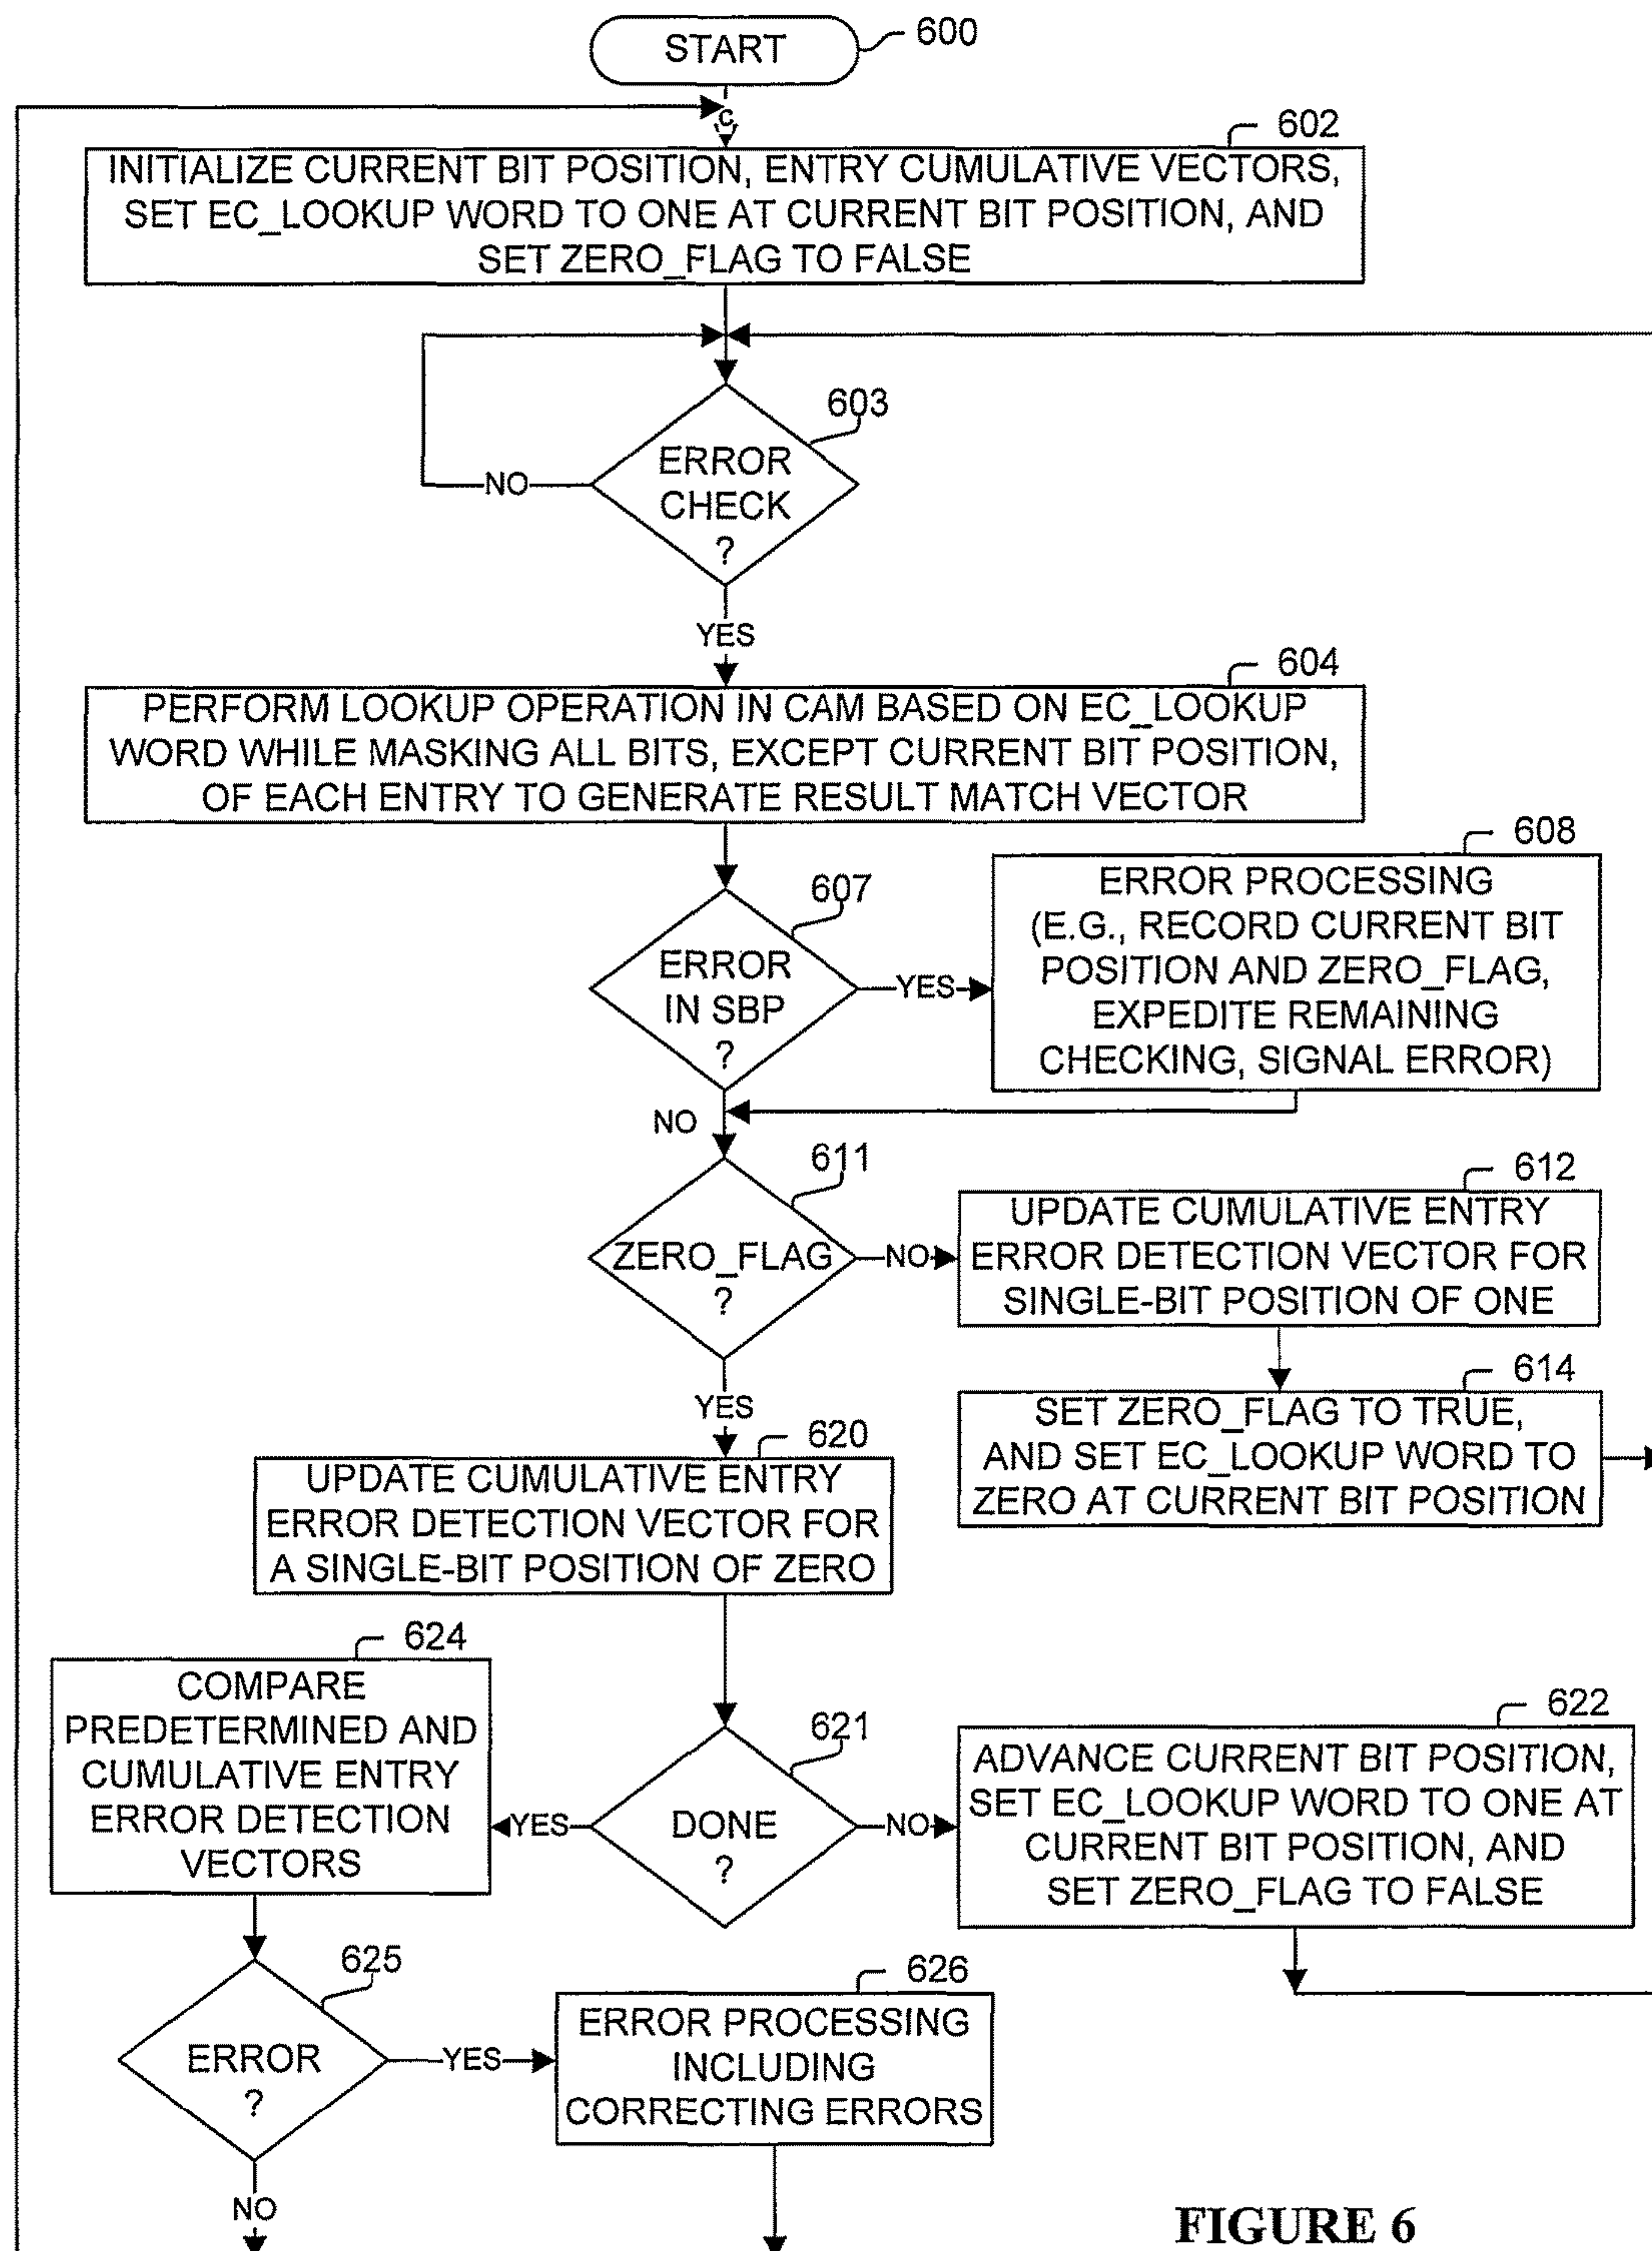 START
600
C
602
INITIALIZE CURRENT BIT POSITION, ENTRY CUMULATIVE VECTORS,
SET EC_LOOKUP WORD TO ONE AT CURRENT BIT POSITION, AND
SET ZERO_FLAG TO FALSE
603
ERROR
CHECK
?
NO
YES
604
PERFORM LOOKUP OPERATION IN CAM BASED ON EC_LOOKUP
WORD WHILE MASKING ALL BITS, EXCEPT CURRENT BIT POSITION,
OF EACH ENTRY TO GENERATE RESULT MATCH VECTOR
607
ERROR
IN SBP
?
YES
NO
608
ERROR PROCESSING
(E.G., RECORD CURRENT BIT
POSITION AND ZERO_FLAG,
EXPEDITE REMAINING
CHECKING, SIGNAL ERROR)
611
ZERO_FLAG
?
NO
YES
612
UPDATE CUMULATIVE ENTRY
ERROR DETECTION VECTOR FOR
SINGLE-BIT POSITION OF ONE
614
SET ZERO_FLAG TO TRUE,
AND SET EC_LOOKUP WORD TO
ZERO AT CURRENT BIT POSITION
620
UPDATE CUMULATIVE ENTRY
ERROR DETECTION VECTOR FOR
A SINGLE-BIT POSITION OF ZERO
621
DONE
?
YES
NO
622
ADVANCE CURRENT BIT POSITION,
SET EC_LOOKUP WORD TO ONE AT
CURRENT BIT POSITION, AND
SET ZERO_FLAG TO FALSE
624
COMPARE
PREDETERMINED AND
CUMULATIVE ENTRY
ERROR DETECTION
VECTORS
625
ERROR
?
YES
NO
626
ERROR PROCESSING
INCLUDING
CORRECTING ERRORS
FIGURE 6